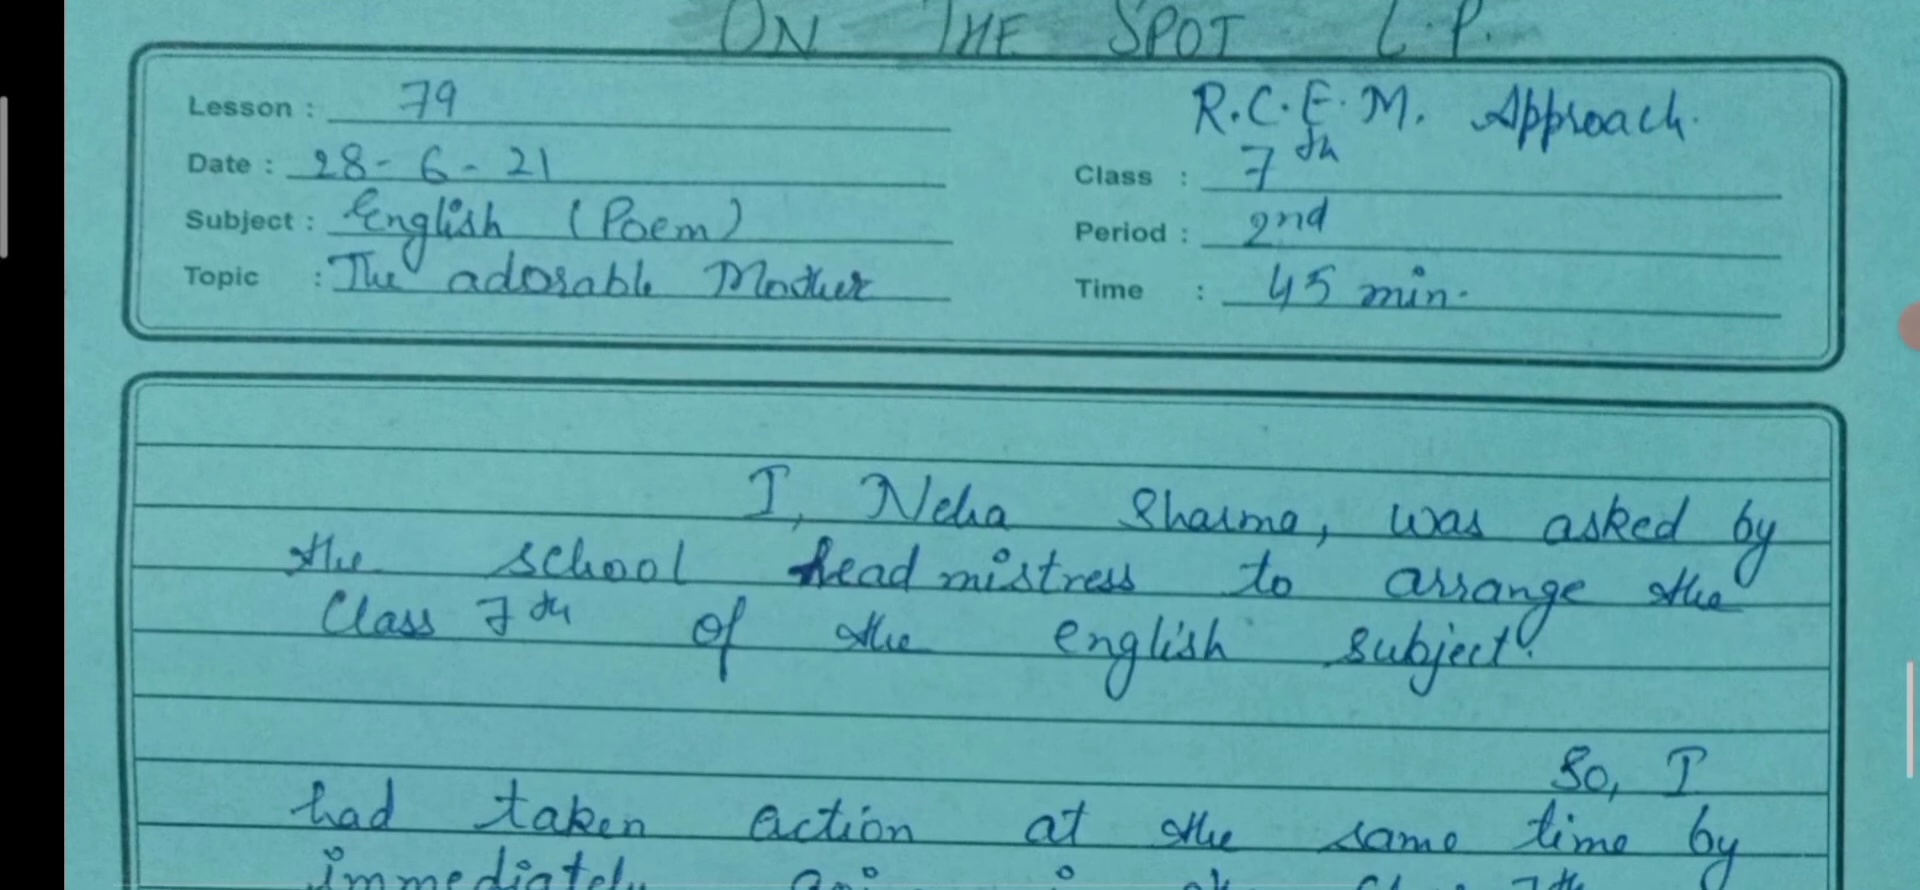 ON THE SPOT L.P.
Lesson : 79
R.C.E.M. Approach.
Date : 28-6-21
Class : 7th
Subject : English (Poem)
Period : 2nd
Topic : The adorable Mother
Time : 45 min.
I, Neha Sharma, was asked by
the school headmistress to arrange the
Class 7th of the english subject.
So, I
had taken action at the same time by
immediately